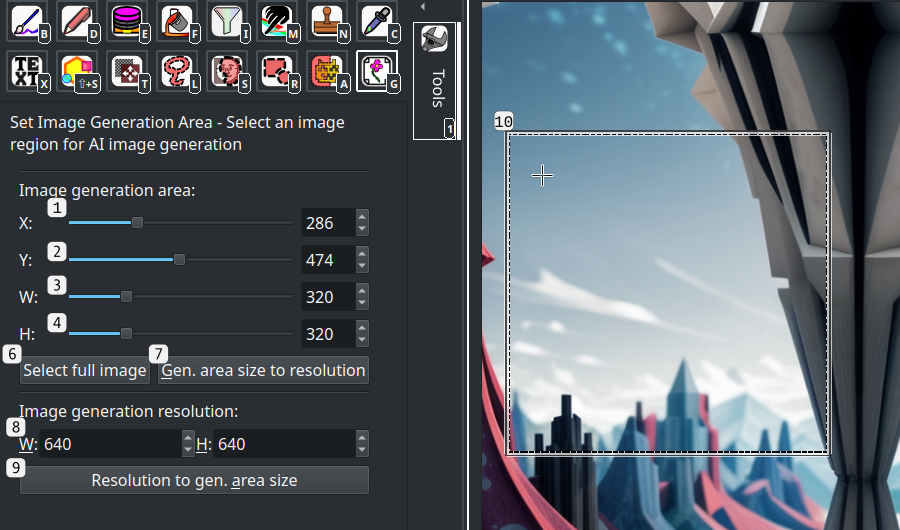 B D E F I M N C
TE
XT X ⇧+S T L S R A G
Tools
1
Set Image Generation Area - Select an image
region for AI image generation
10
Image generation area:
1
X: 286
2
Y: 474
3
W: 320
4
H: 320
6 7
Select full image Gen. area size to resolution
Image generation resolution:
8
W: 640 H: 640
9
Resolution to gen. area size